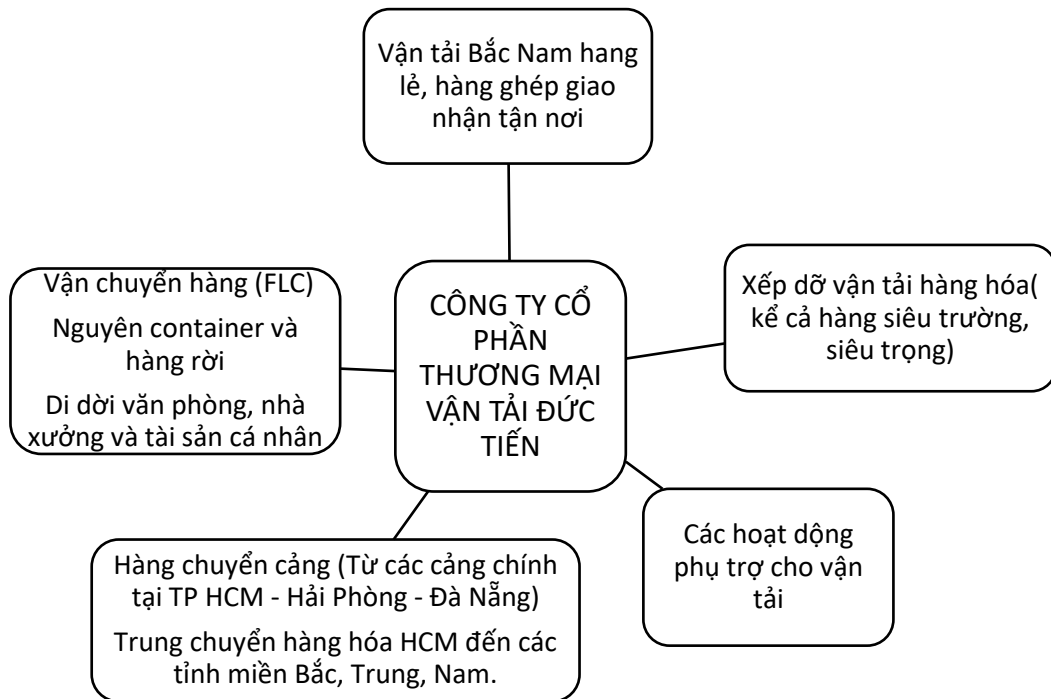 Vận tải Bắc Nam hang
lẻ, hàng ghép giao
nhận tận nơi
Vận chuyển hàng (FLC)
Nguyên container và
hàng rời
Di dời văn phòng, nhà
xưởng và tài sản cá nhân
CÔNG TY CỔ
PHẦN
THƯƠNG MẠI
VẬN TẢI ĐỨC
TIẾN
Xếp dỡ vận tải hàng hóa(
kể cả hàng siêu trường,
siêu trọng)
Hàng chuyển cảng (Từ các cảng chính
tại TP HCM - Hải Phòng - Đà Nẵng)
Trung chuyển hàng hóa HCM đến các
tỉnh miền Bắc, Trung, Nam.
Các hoạt dộng
phụ trợ cho vận
tải